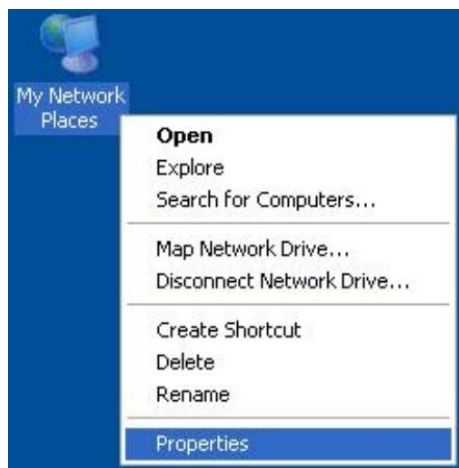 My Network
Places
Open
Explore
Search for Computers...
Map Network Drive...
Disconnect Network Drive...
Create Shortcut
Delete
Rename
Properties